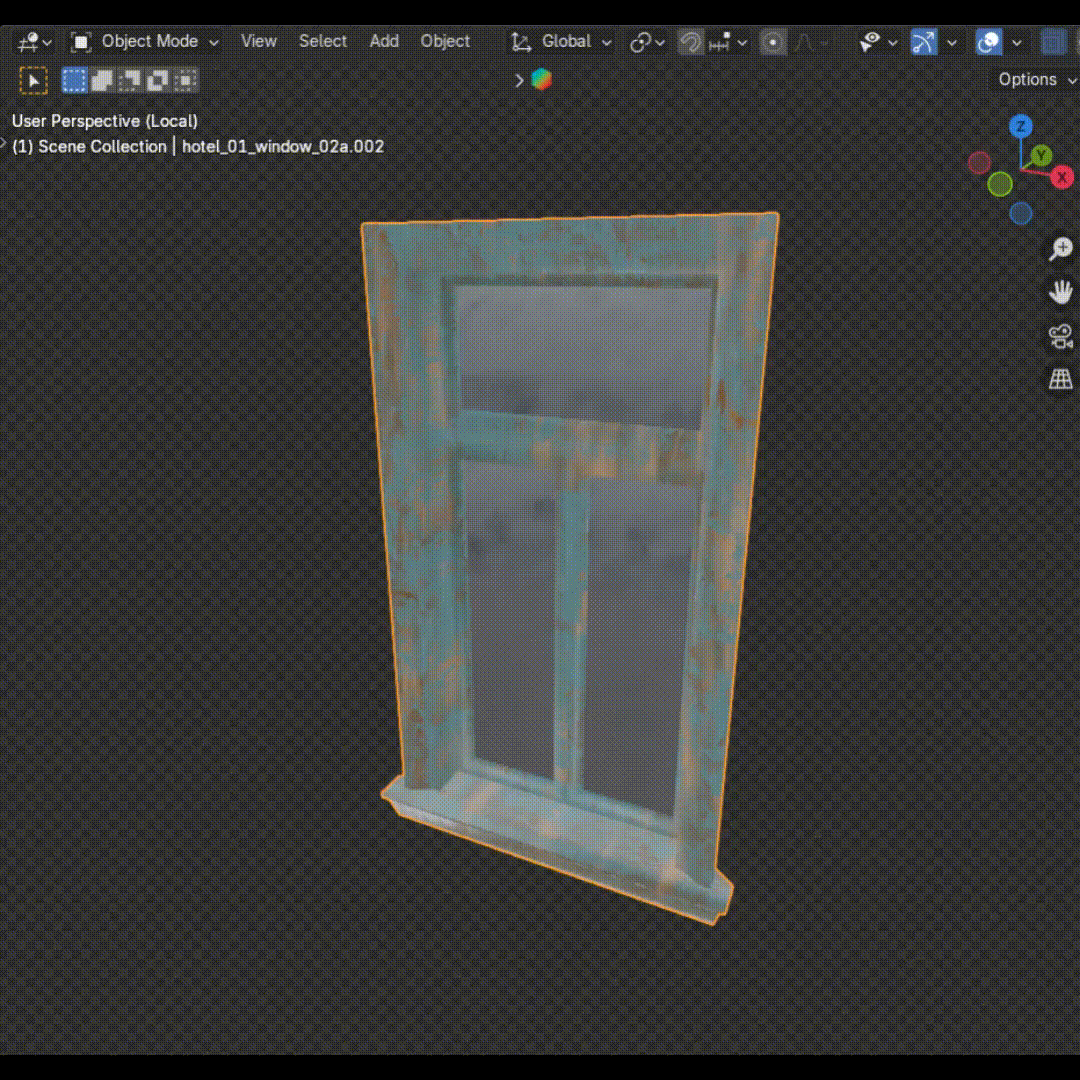 Object Mode View Select Add Object Global
Options
User Perspective (Local)
(1) Scene Collection | hotel_01_window_02a.002
Z
Y
X